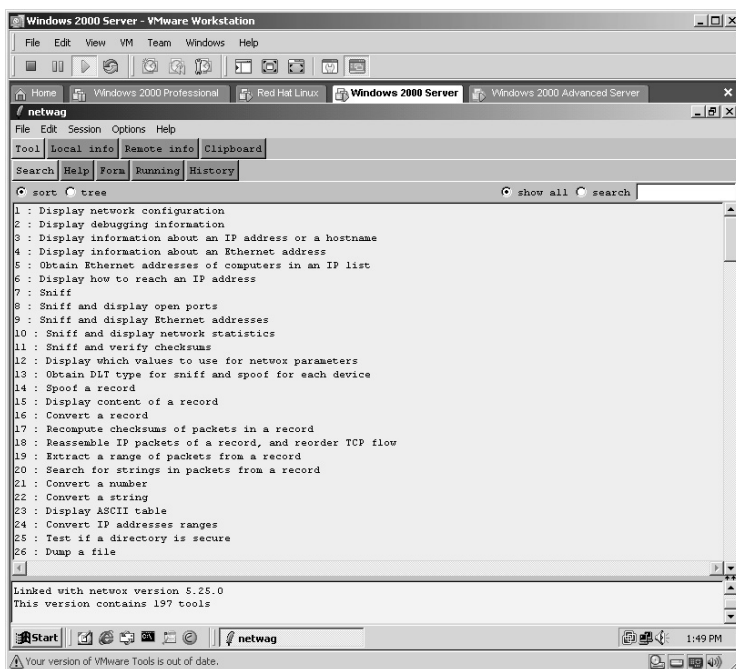 Windows 2000 Server - VMware Workstation
File Edit View VM Team Windows Help
Home Windows 2000 Professional Red Hat Linux Windows 2000 Server Windows 2000 Advanced Server
netwag
File Edit Session Options Help
Tool Local info Remote info Clipboard
Search Help Form Running History
sort tree show all search
1 : Display network configuration
2 : Display debugging information
3 : Display information about an IP address or a hostname
4 : Display information about an Ethernet address
5 : Obtain Ethernet addresses of computers in an IP list
6 : Display how to reach an IP address
7 : Sniff
8 : Sniff and display open ports
9 : Sniff and display Ethernet addresses
10 : Sniff and display network statistics
11 : Sniff and verify checksums
12 : Display which values to use for netwox parameters
13 : Obtain DLT type for sniff and spoof for each device
14 : Spoof a record
15 : Display content of a record
16 : Convert a record
17 : Recompute checksums of packets in a record
18 : Reassemble IP packets of a record, and reorder TCP flow
19 : Extract a range of packets from a record
20 : Search for strings in packets from a record
21 : Convert a number
22 : Convert a string
23 : Display ASCII table
24 : Convert IP addresses ranges
25 : Test if a directory is secure
26 : Dump a file
Linked with netwox version 5.25.0
This version contains 197 tools
Start netwag 1:49 PM
Your version of VMware Tools is out of date.